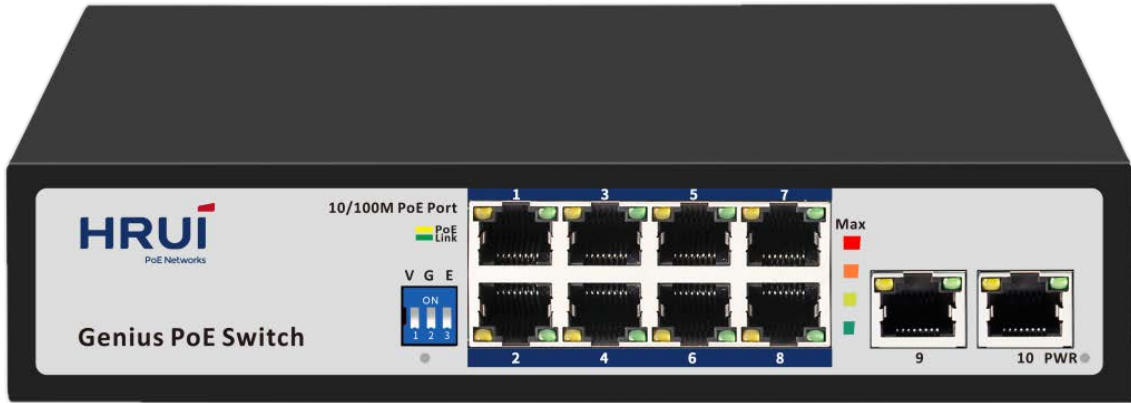 HRUI
PoE Networks
Genius PoE Switch
10/100M PoE Port
PoE
Link
V G E
ON
1 2 3
1 3 5 7
2 4 6 8
Max
9
10 PWR